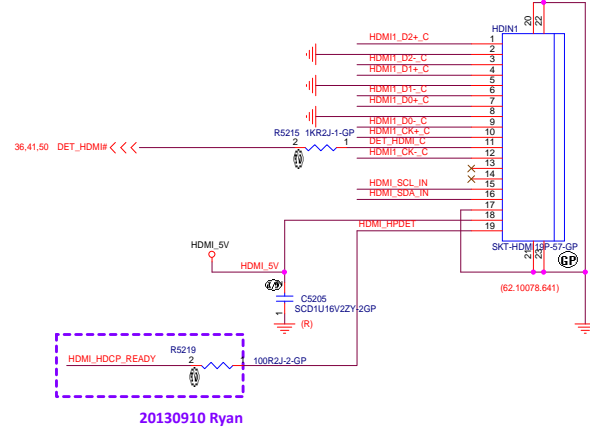 20
22
HDIN1
HDMI1_D2+_C
1
2
HDMI1_D2-_C
3
HDMI1_D1+_C
4
5
HDMI1_D1-_C
6
HDMI1_D0+_C
7
8
HDMI1_D0-_C
9
HDMI1_CK+_C
10
R5215 1KR2J-1-GP
36,41,50 DET_HDMI#
2
1
DET_HDMI_C
11
HDMI1_CK-_C
12
13
14
HDMI_SCL_IN
15
HDMI_SDA_IN
16
17
18
HDMI_HPDET
19
SKT-HDMI19P-57-GP
21
23
GP
(62.10078.641)
HDMI_5V
HDMI_5V
C5205
SCD1U16V2ZY-2GP
1
(R)
R5219
HDMI_HDCP_READY
2
1
100R2J-2-GP
20130910 Ryan